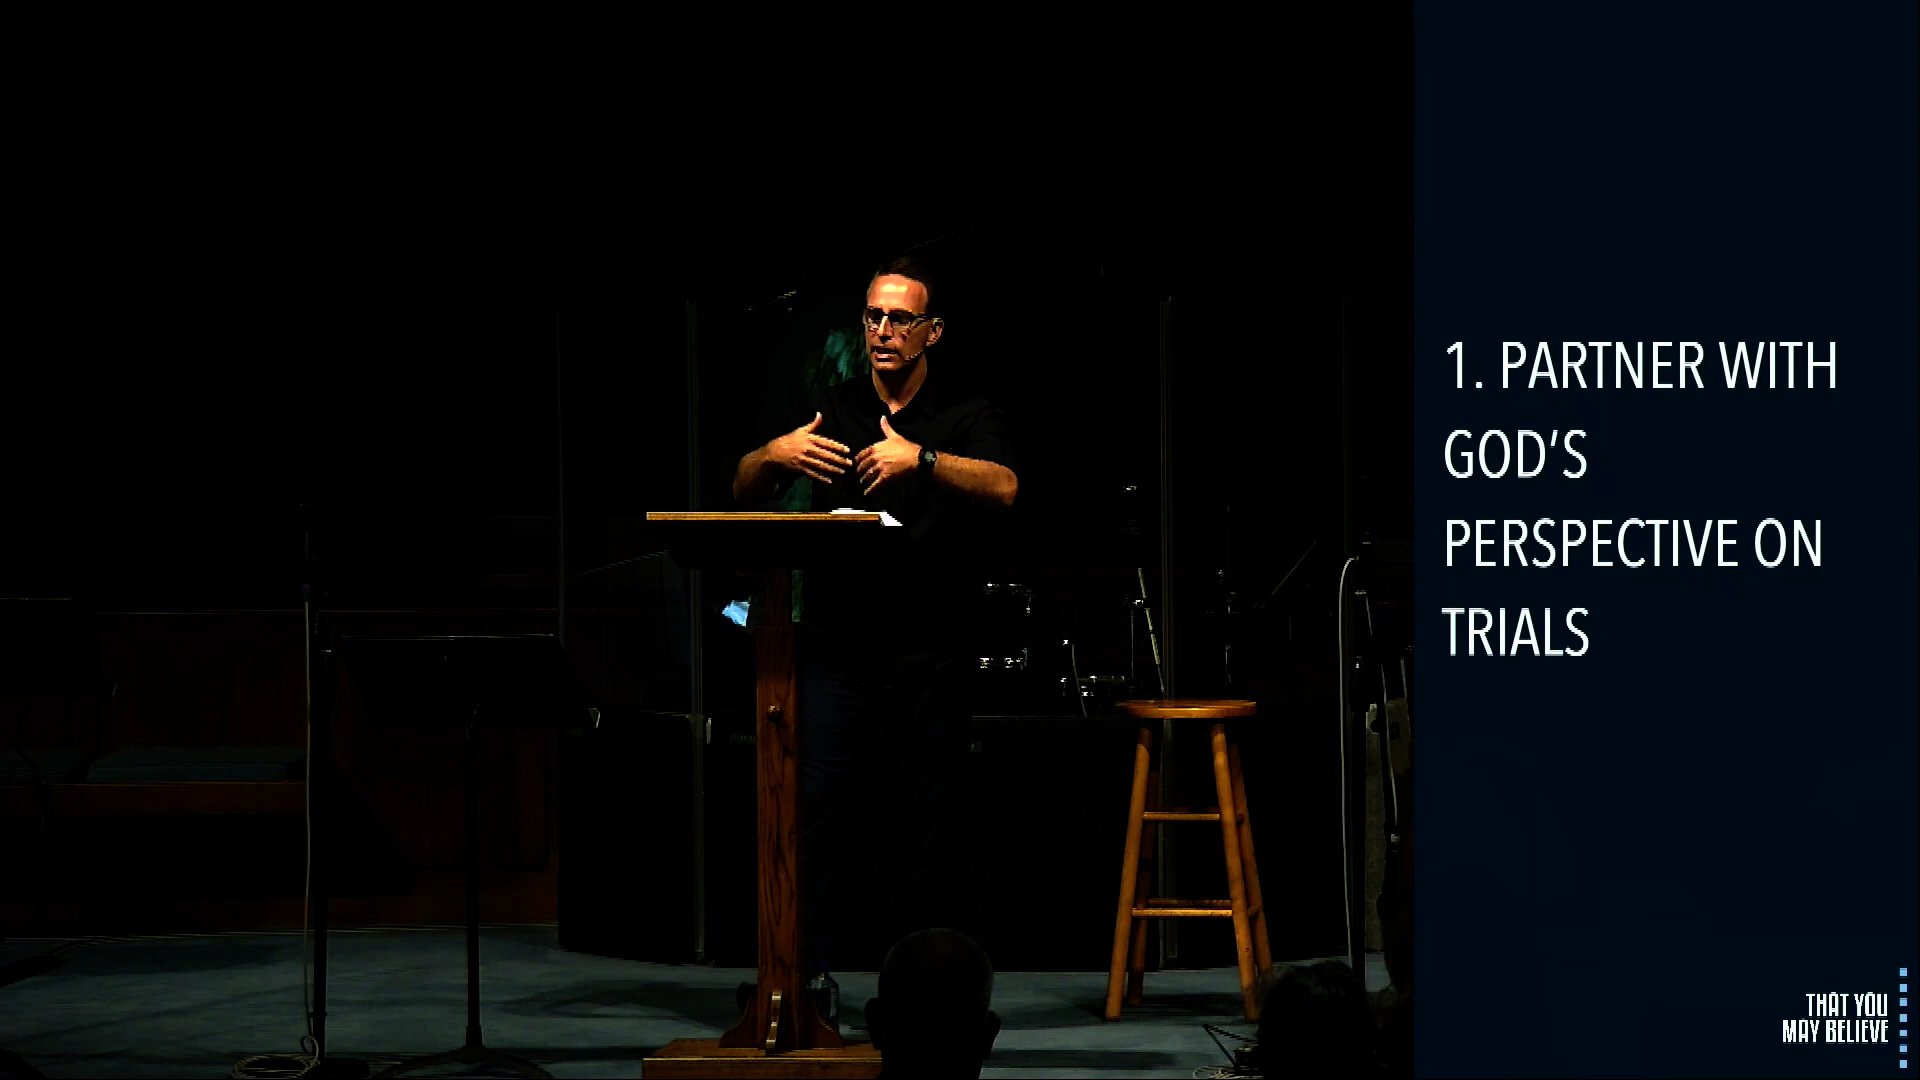 1. PARTNER WITH
GOD'S
PERSPECTIVE ON
TRIALS
THAT YOU
MAY BELIEVE